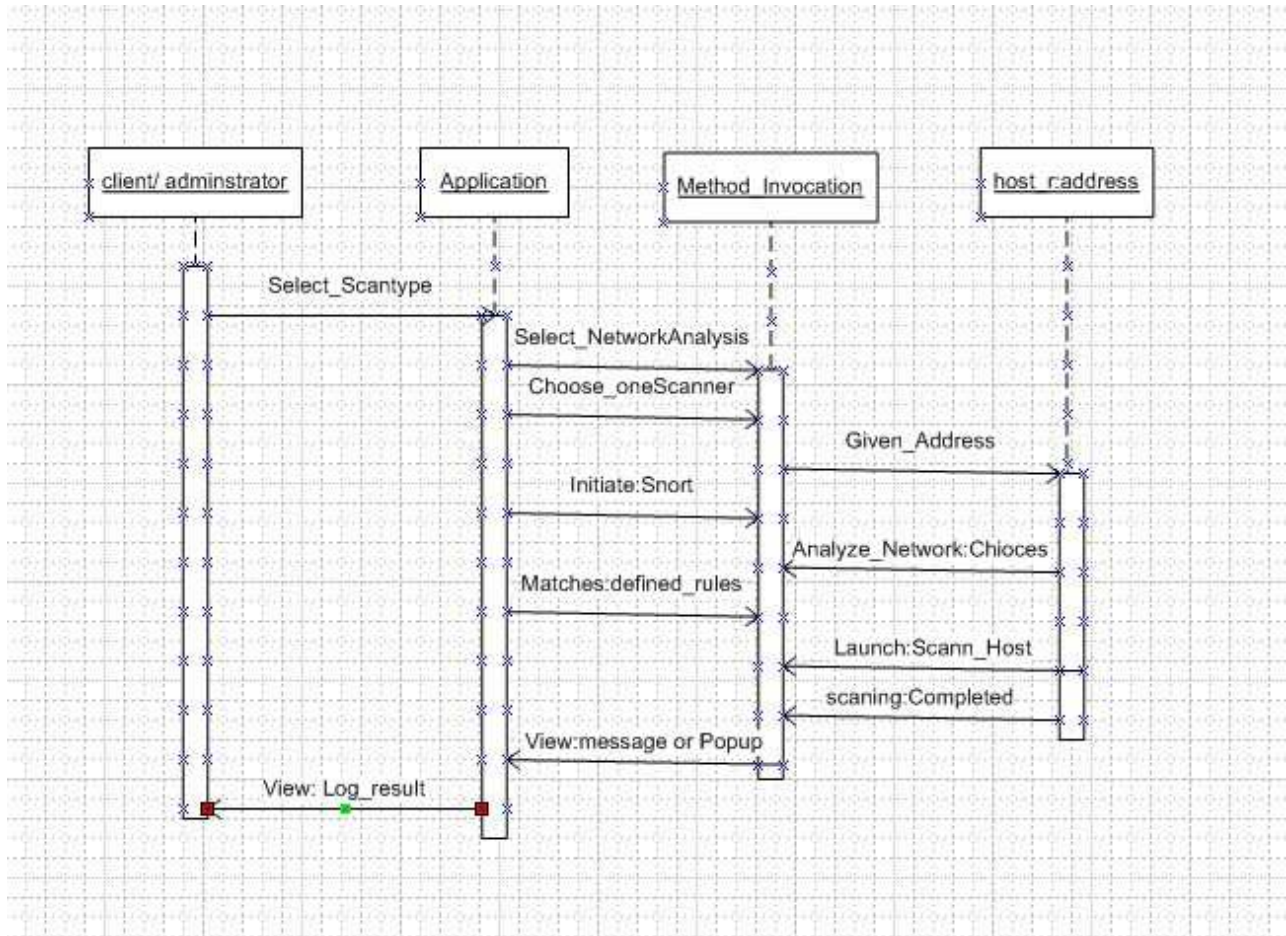 client/ adminstrator
Application
Method_Invocation
host_r:address
Select_Scantype
Select_NetworkAnalysis
Choose_oneScanner
Given_Address
Initiate:Snort
Analyze_Network:Chioces
Matches:defined_rules
Launch:Scann_Host
scaning:Completed
View:message or Popup
View: Log_result